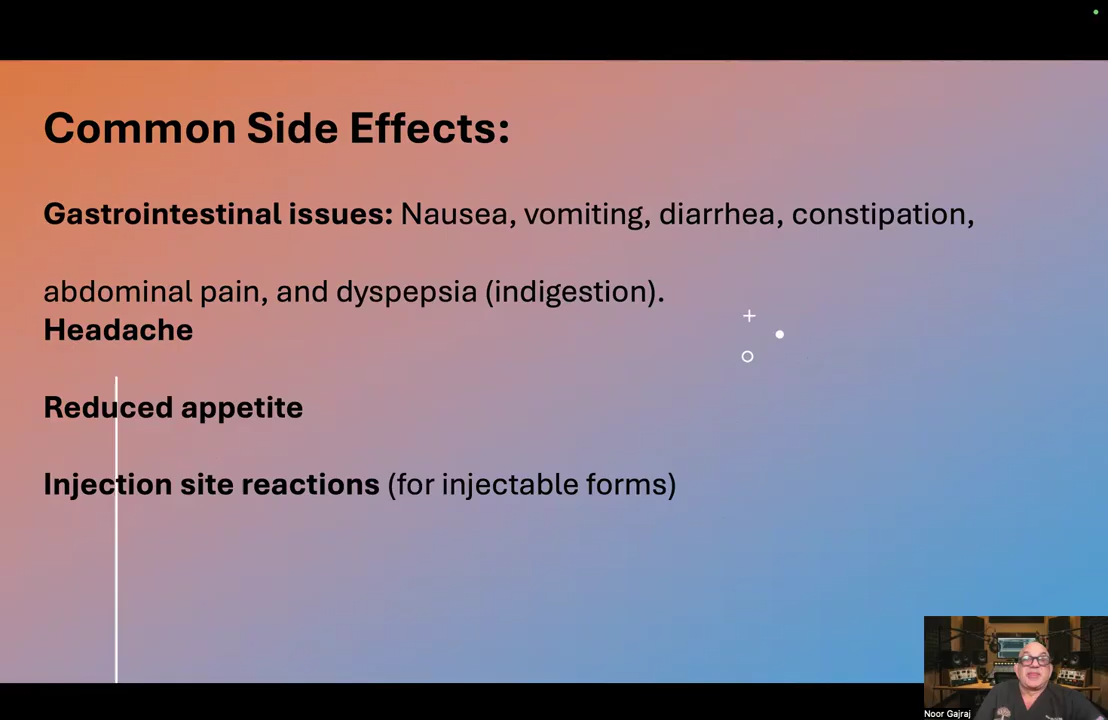 Common Side Effects:
Gastrointestinal issues: Nausea, vomiting, diarrhea, constipation,
abdominal pain, and dyspepsia (indigestion).
Headache
Reduced appetite
Injection site reactions (for injectable forms)
Noor Gajraj